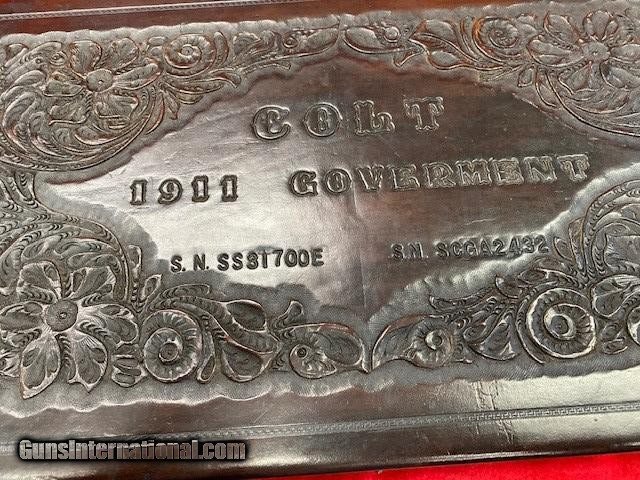 COLT
1911 GOVERMENT
S.N. SS31700E S.N. SCGA2432
GunsInternational.com